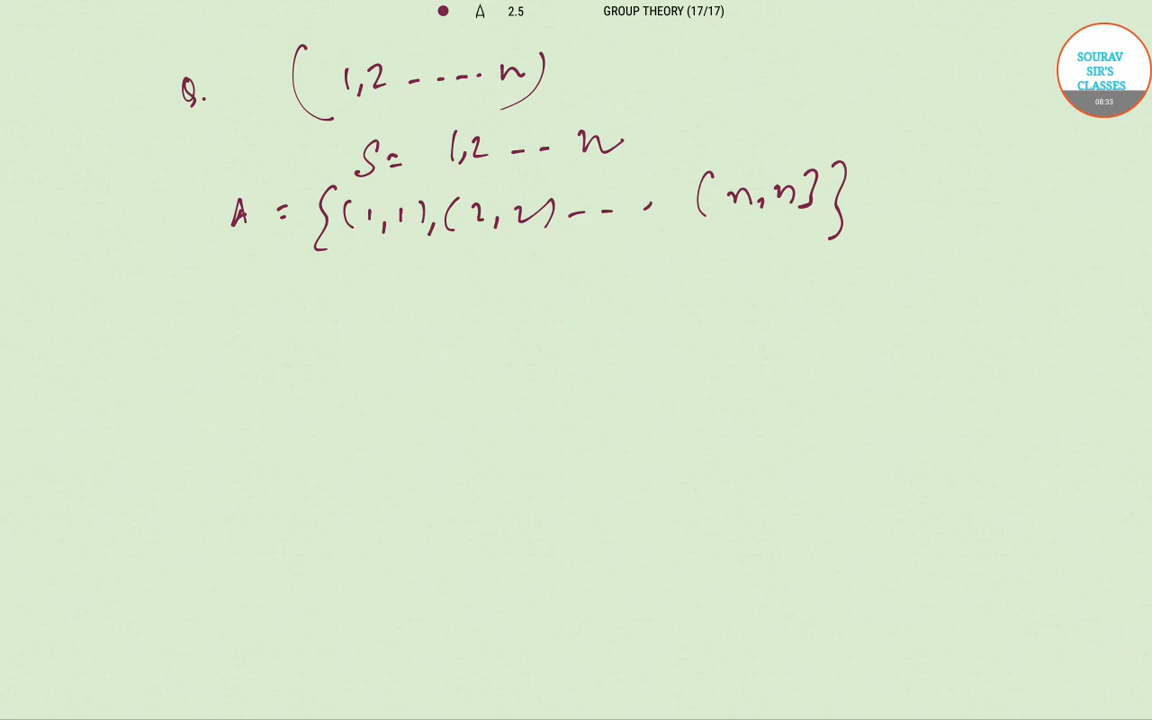 A 2.5 GROUP THEORY (17/17)
SOURAV
SIR'S
CLASSES
08:33
Q. (1,2 ----- n)
S = 1,2 -- n
A = {(1,1),(2,2) --- (n,n]}